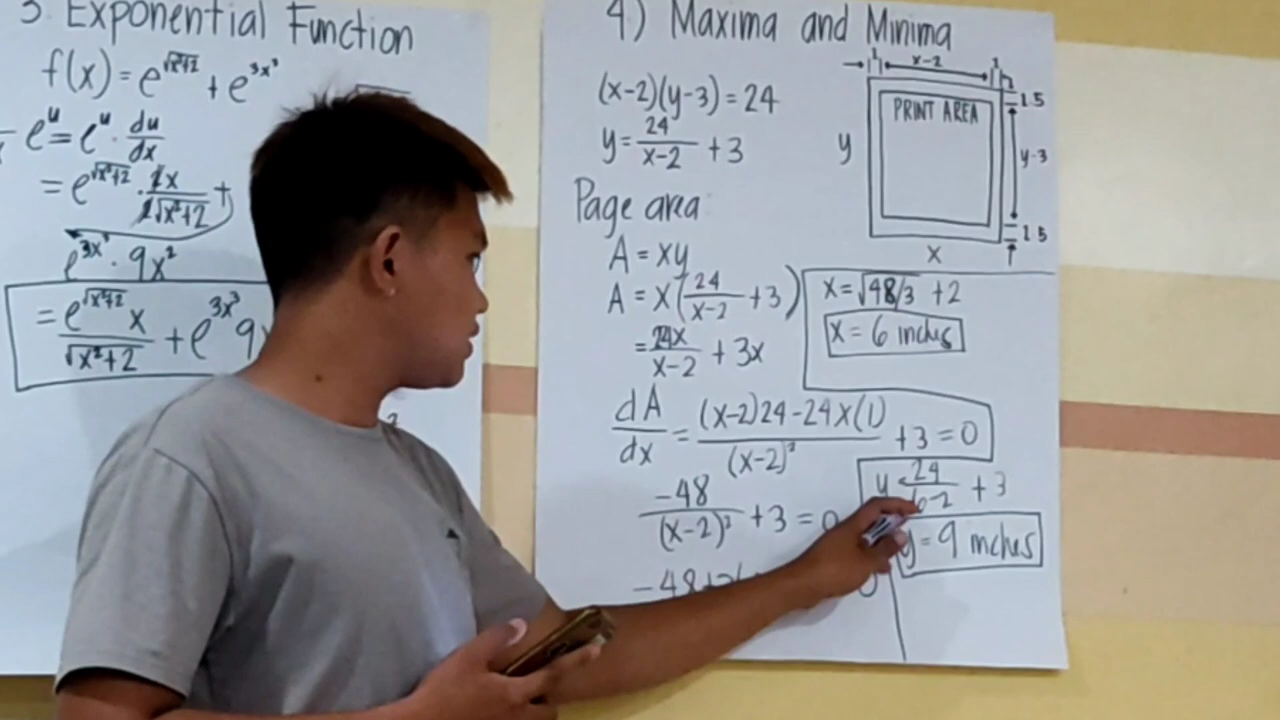 3. Exponential Function
f(x) = e^√x²+2 + e^3x³
e^u = e^u · du/dx
= e^√x²+2 · 2x/2√x²+2 +
e^3x³ · 9x²
= e^√x²+2 x/√x²+2 + e^3x³ 9
4.) Maxima and Minima
(x-2)(y-3) = 24
y = 24/x-2 + 3
Page area
A = xy
A = x(24/x-2 + 3)
= 24x/x-2 + 3x
dA/dx = (x-2)24-24x(1)/(x-2)² + 3 = 0
-48/(x-2)² + 3 = 0
-48+
1 x-2 1
PRINT AREA
1.5
y
y-3
1.5
x
x = √48/3 + 2
x = 6 inches
y = 24/6-2 + 3
y = 9 inches